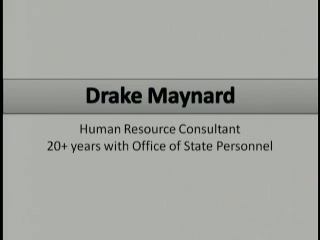 Drake Maynard
Human Resource Consultant
20+ years with Office of State Personnel